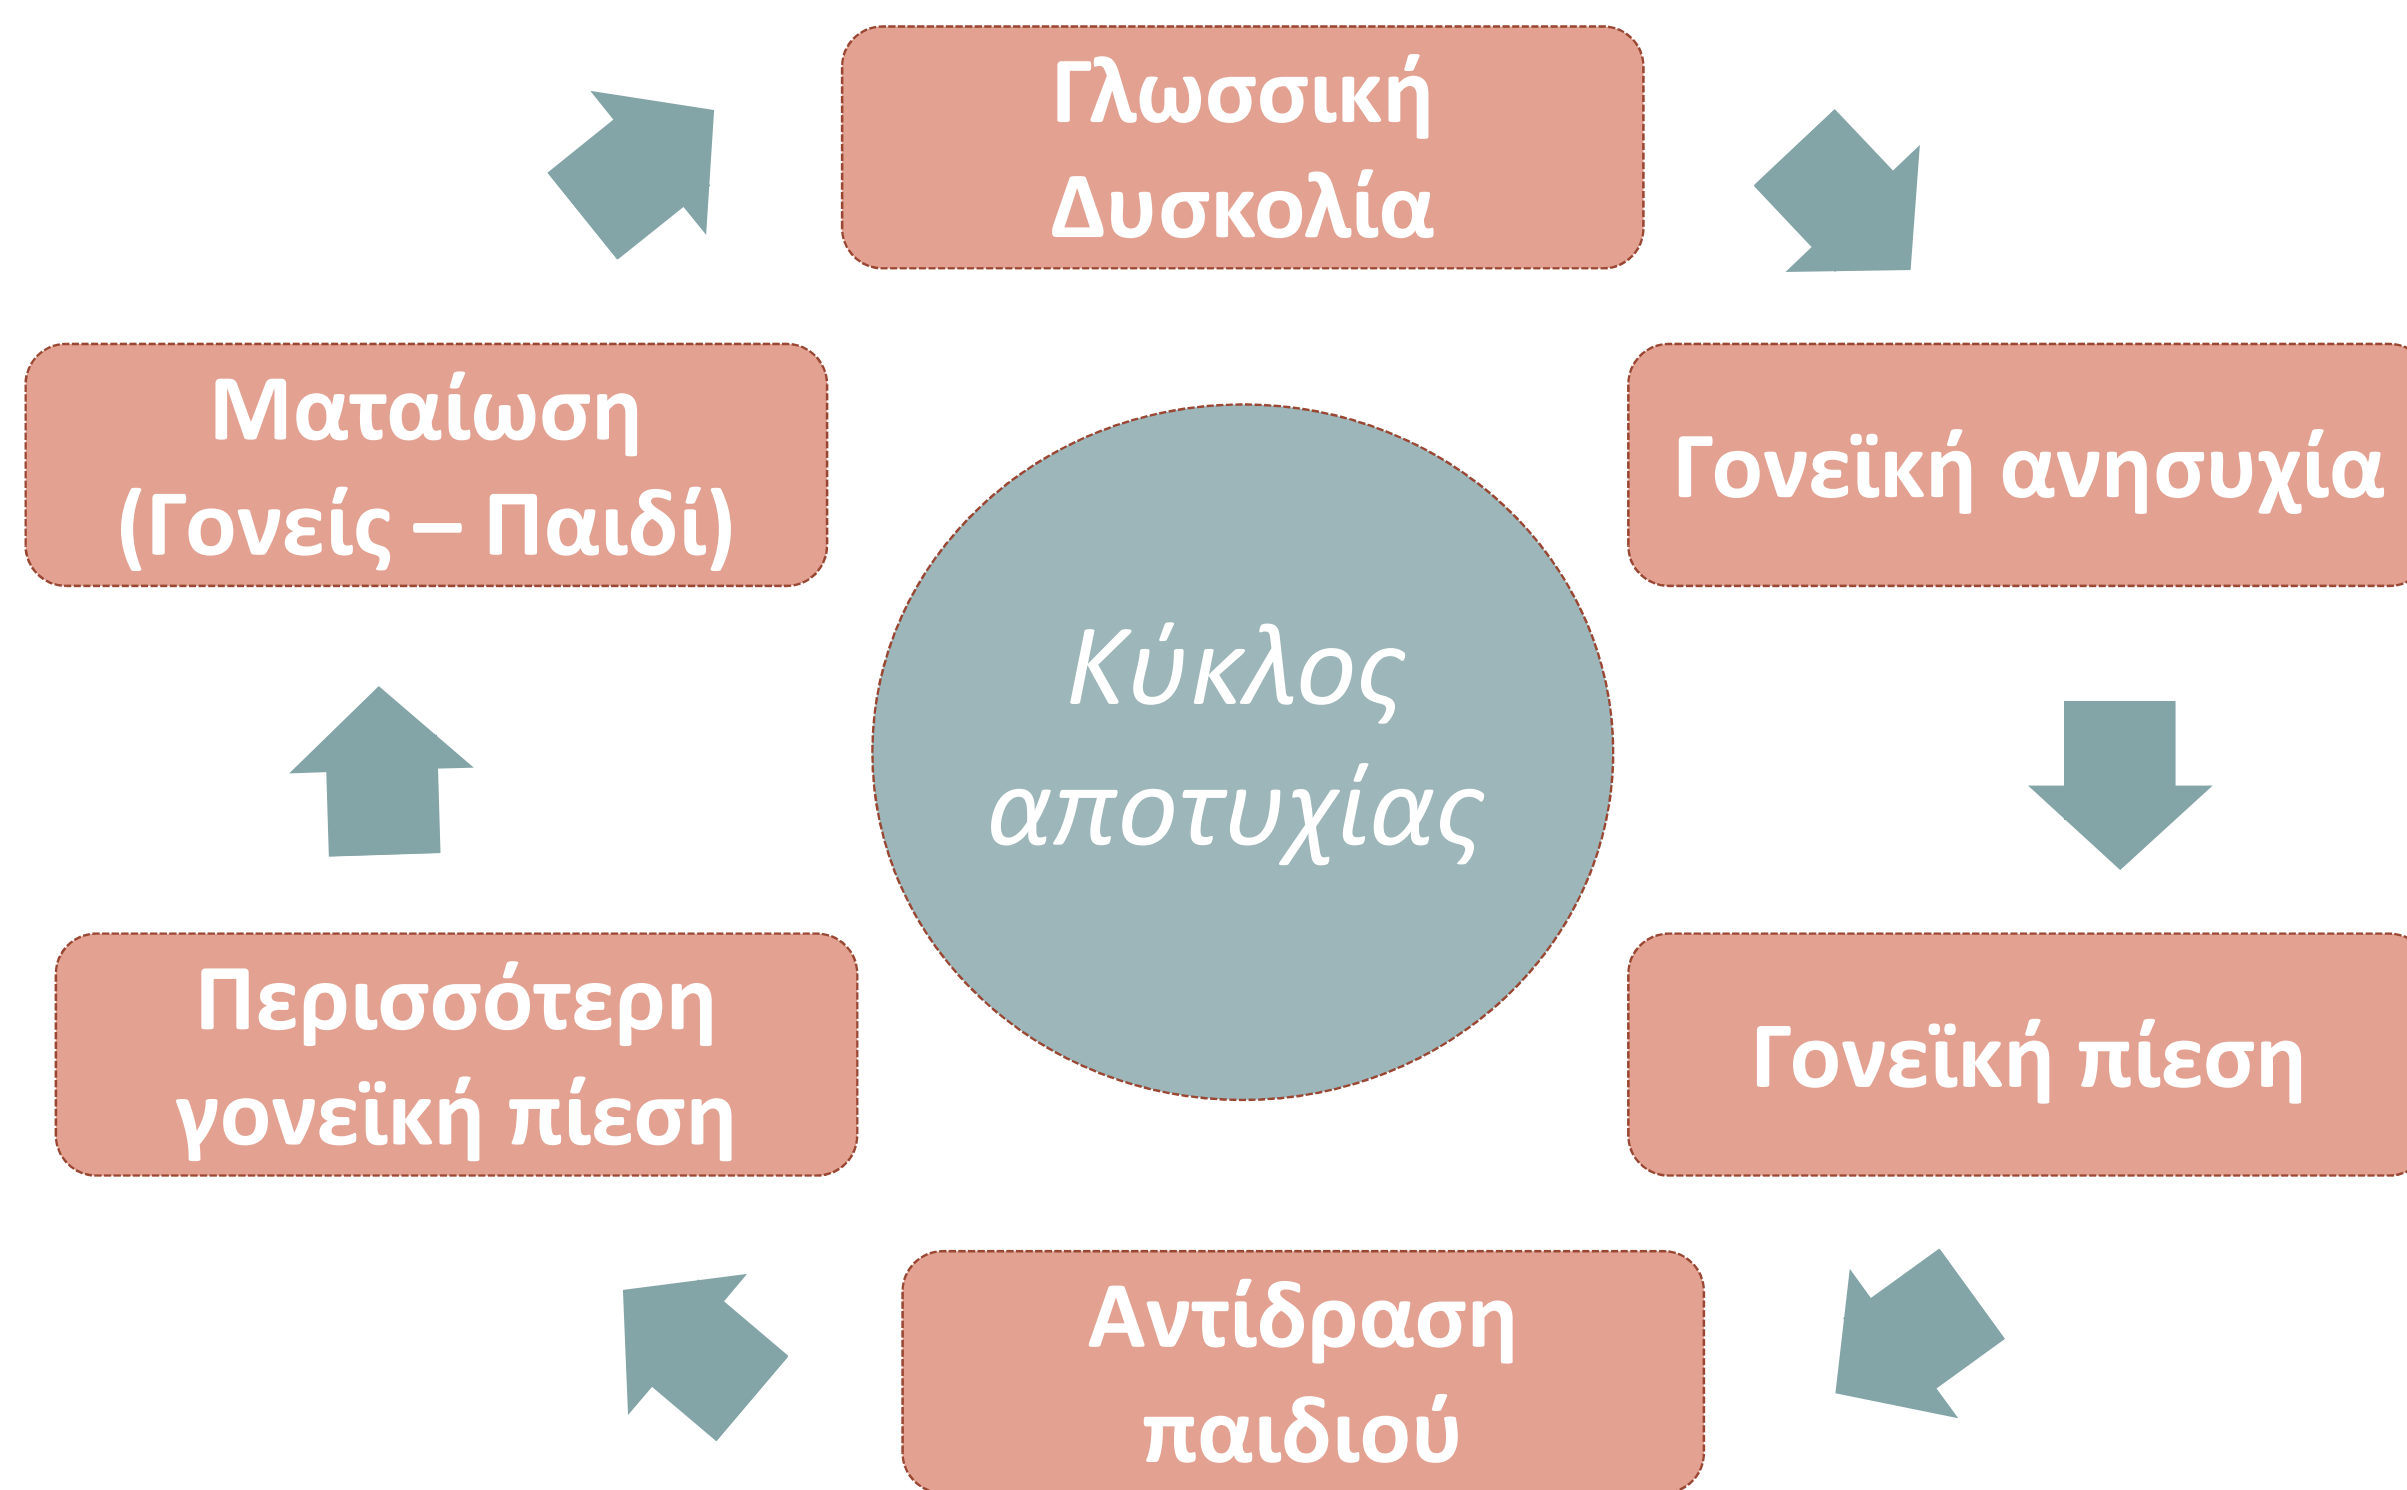 Γλωσσική
Δυσκολία
Γονεϊκή ανησυχία
Γονεϊκή πίεση
Αντίδραση
παιδιού
Περισσότερη
γονεϊκή πίεση
Ματαίωση
(Γονείς – Παιδί)
Κύκλος
αποτυχίας